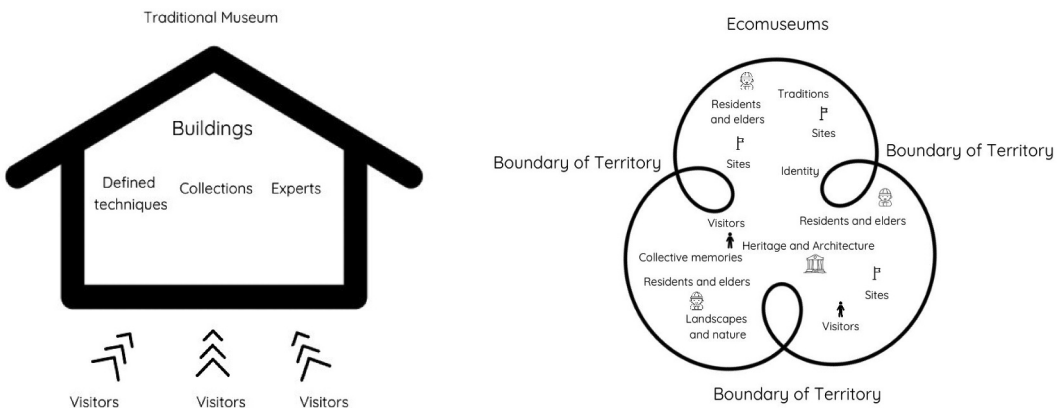 Traditional Museum
Buildings
Defined
techniques
Collections
Experts
Visitors
Visitors
Visitors
Ecomuseums
Residents
and elders
Traditions
Sites
Sites
Boundary of Territory
Boundary of Territory
Identity
Residents and elders
Visitors
Heritage and Architecture
Collective memories
Residents and elders
Sites
Landscapes
and nature
Visitors
Boundary of Territory